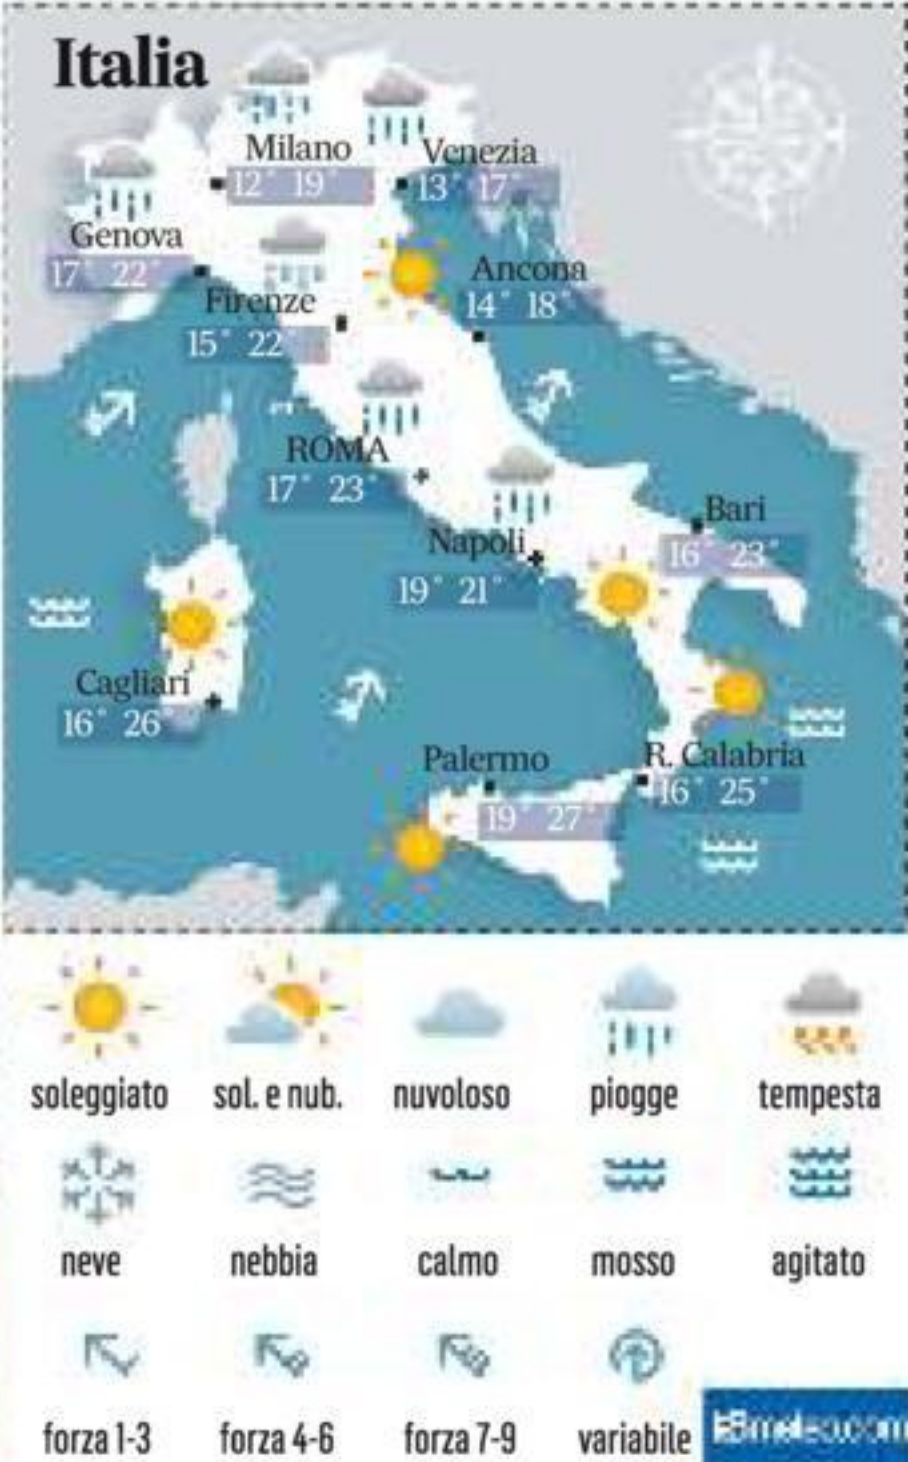 Italia
Milano
12° 19°
Venezia
13° 17°
Genova
17° 22°
Ancona
14° 18°
Firenze
15° 22°
ROMA
17° 23°
Bari
16° 23°
Napoli
19° 21°
Cagliari
16° 26°
Palermo
19° 27°
R. Calabria
16° 25°
soleggiato sol. e nub. nuvoloso piogge tempesta
neve nebbia calmo mosso agitato
forza 1-3 forza 4-6 forza 7-9 variabile